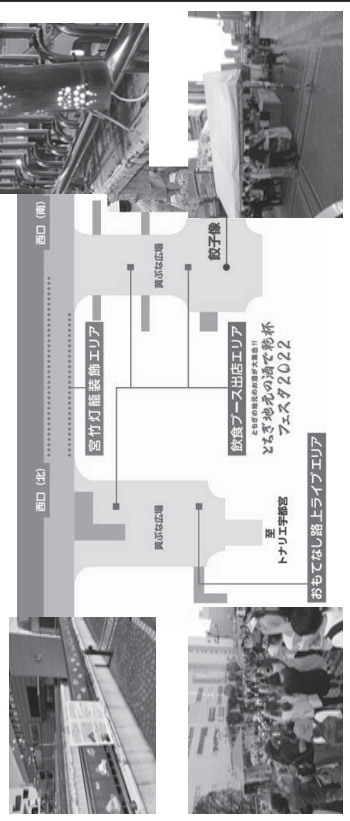 西口（北）
西口（南）
宮竹灯籠装飾エリア
黄ぶな広場
黄ぶな広場
餃子像
飲食ブース出店エリア
とちぎの地元のお酒が大集合!!
とちぎ地元の酒で乾杯
フェスタ2022
至
トナリエ宇都宮
おもてなし路上ライブエリア